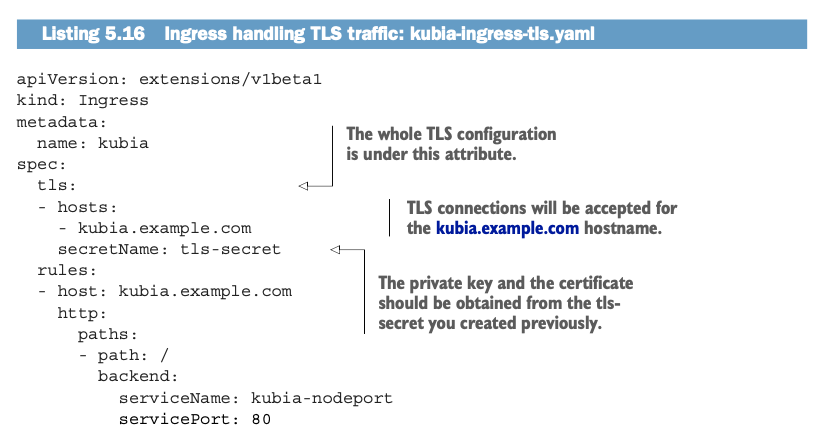 Listing 5.16 Ingress handling TLS traffic: kubia-ingress-tls.yaml
apiVersion: extensions/v1beta1
kind: Ingress
metadata:
  name: kubia
spec:
  tls:
  - hosts:
    - kubia.example.com
    secretName: tls-secret
  rules:
  - host: kubia.example.com
    http:
      paths:
      - path: /
        backend:
          serviceName: kubia-nodeport
          servicePort: 80
The whole TLS configuration
is under this attribute.
TLS connections will be accepted for
the kubia.example.com hostname.
The private key and the certificate
should be obtained from the tls-
secret you created previously.